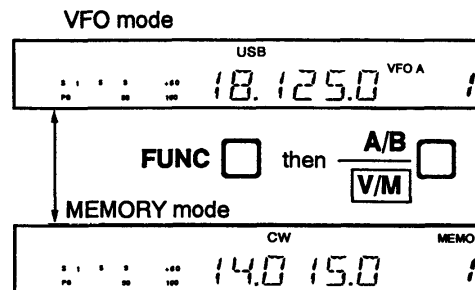 VFO mode
USB
18.125.0 VFO A
FUNC then A/B
V/M
MEMORY mode
CW MEMO
14.015.0